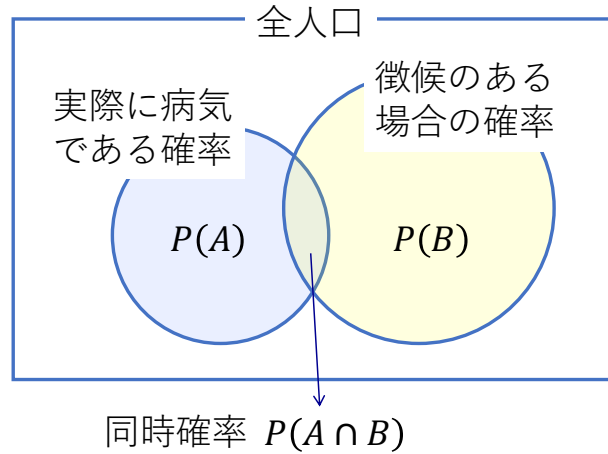 全人口
実際に病気
である確率
徴候のある
場合の確率
P(A)
P(B)
同時確率 P(A ∩ B)